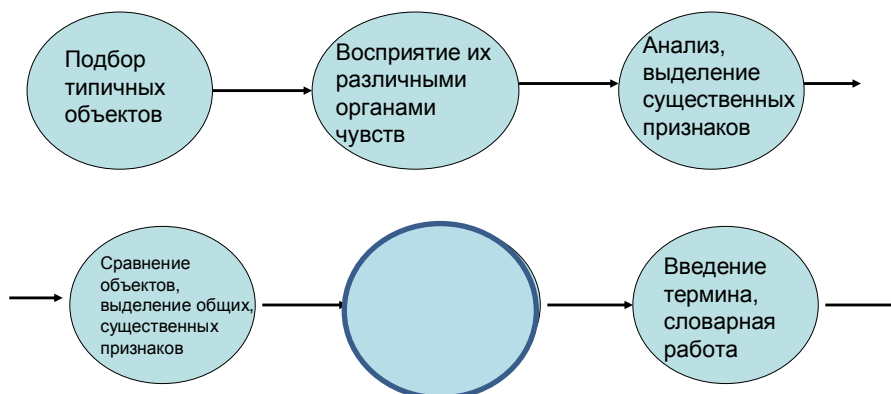 Подбор
типичных
объектов
Восприятие их
различными
органами
чувств
Анализ,
выделение
существенных
признаков
Сравнение
объектов,
выделение общих,
существенных
признаков
Введение
термина,
словарная
работа